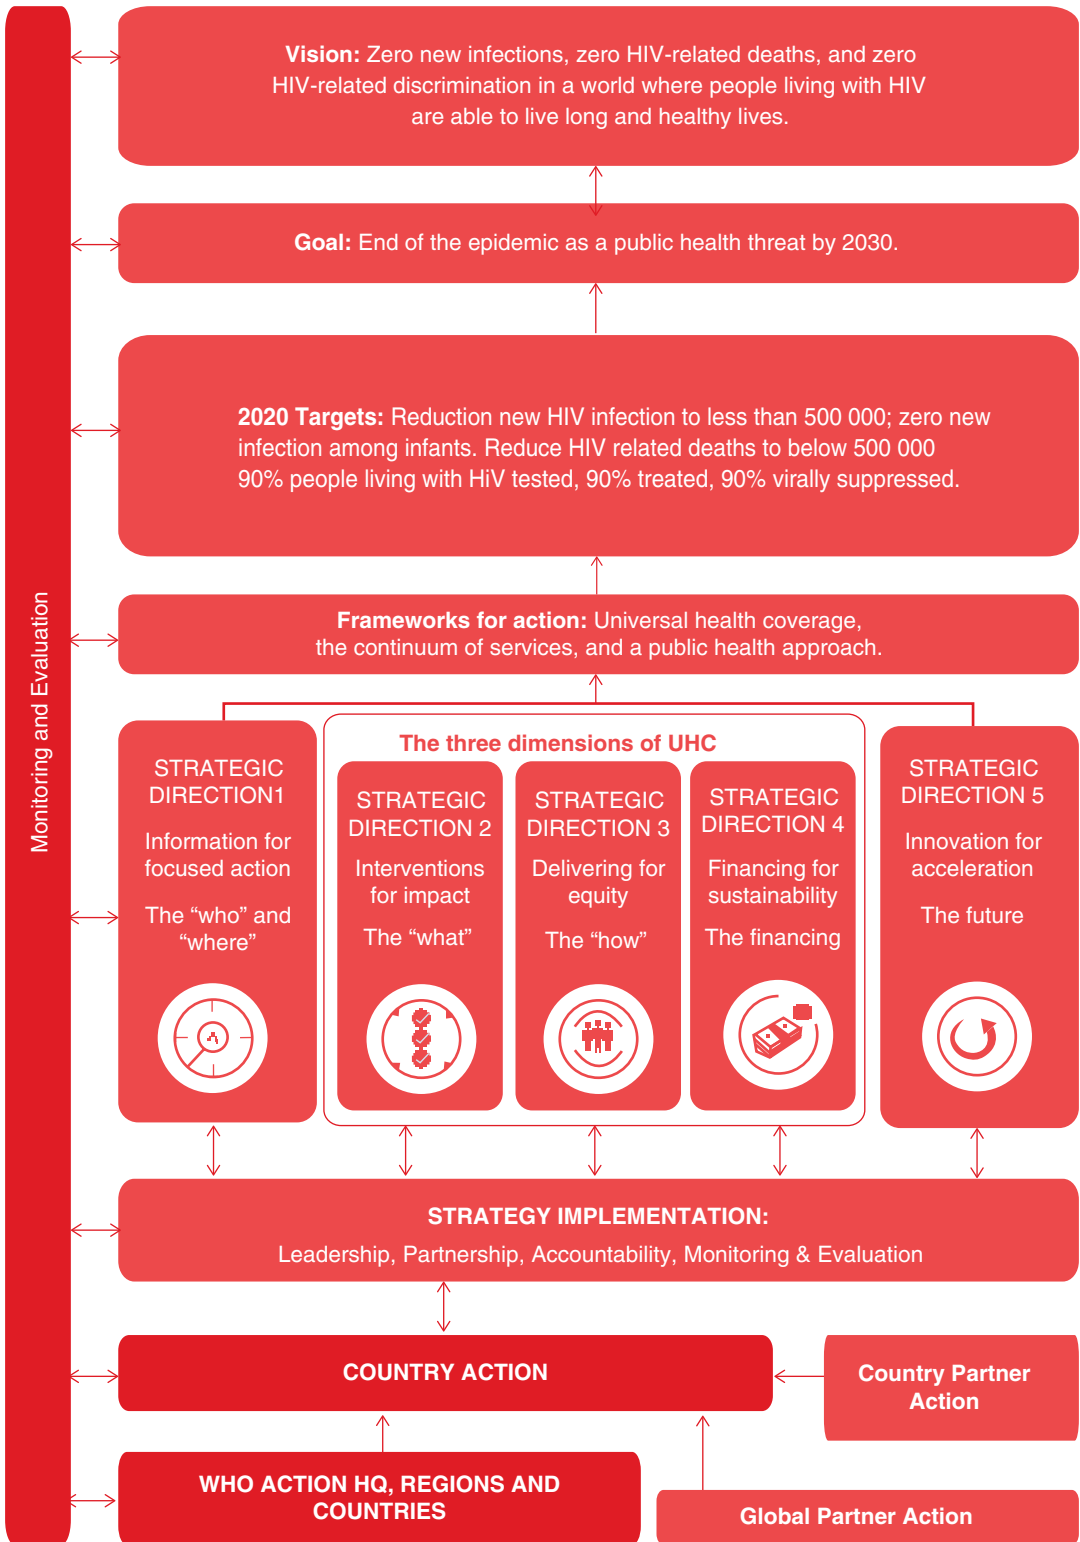 Monitoring and Evaluation
Vision: Zero new infections, zero HIV-related deaths, and zero
HIV-related discrimination in a world where people living with HIV
are able to live long and healthy lives.
Goal: End of the epidemic as a public health threat by 2030.
2020 Targets: Reduction new HIV infection to less than 500 000; zero new
infection among infants. Reduce HIV related deaths to below 500 000
90% people living with HiV tested, 90% treated, 90% virally suppressed.
Frameworks for action: Universal health coverage,
the continuum of services, and a public health approach.
STRATEGIC
DIRECTION1
Information for
focused action
The “who” and
“where”
The three dimensions of UHC
STRATEGIC
DIRECTION 2
Interventions
for impact
The “what”
STRATEGIC
DIRECTION 3
Delivering for
equity
The “how”
STRATEGIC
DIRECTION 4
Financing for
sustainability
The financing
STRATEGIC
DIRECTION 5
Innovation for
acceleration
The future
STRATEGY IMPLEMENTATION:
Leadership, Partnership, Accountability, Monitoring & Evaluation
COUNTRY ACTION
Country Partner
Action
WHO ACTION HQ, REGIONS AND
COUNTRIES
Global Partner Action